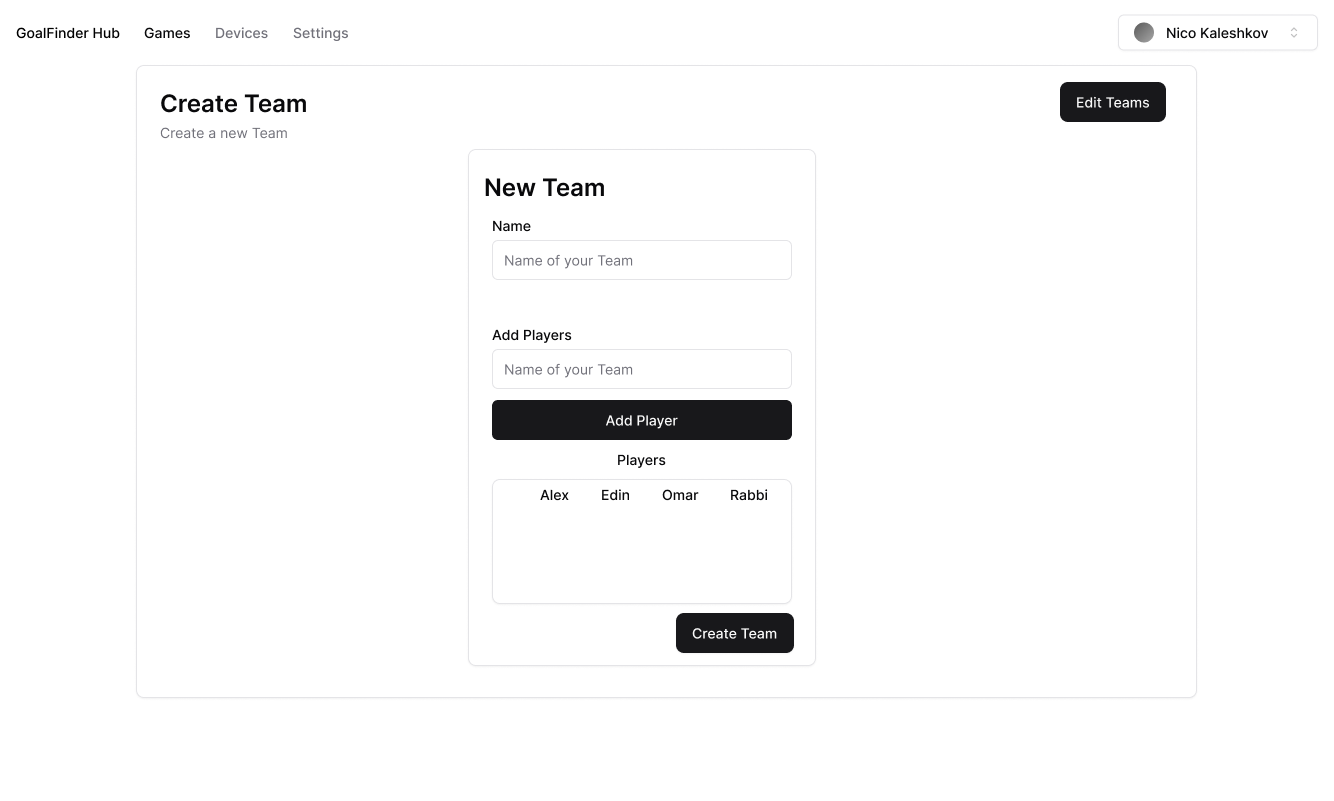 GoalFinder Hub Games Devices Settings Nico Kaleshkov
Create Team Edit Teams
Create a new Team
New Team
Name
Name of your Team
Add Players
Name of your Team
Add Player
Players
Alex Edin Omar Rabbi
Create Team